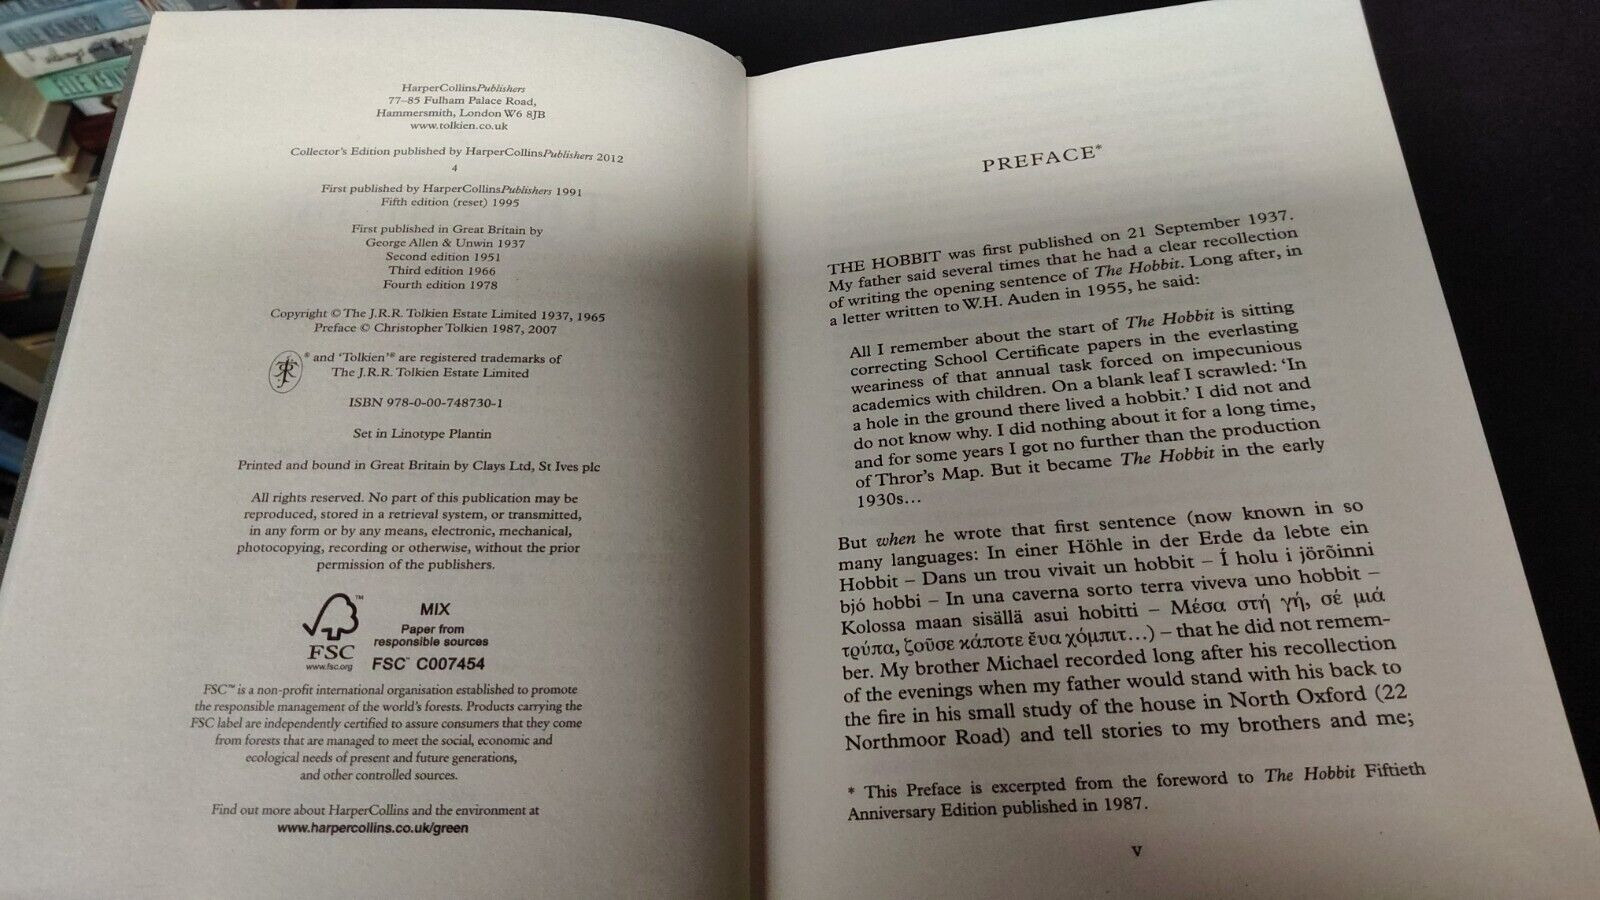 ELLE KEN
HarperCollinsPublishers
77–85 Fulham Palace Road,
Hammersmith, London W6 8JB
www.tolkien.co.uk
Collector's Edition published by HarperCollinsPublishers 2012
4
First published by HarperCollinsPublishers 1991
Fifth edition (reset) 1995
First published in Great Britain by
George Allen & Unwin 1937
Second edition 1951
Third edition 1966
Fourth edition 1978
Copyright © The J.R.R. Tolkien Estate Limited 1937, 1965
Preface © Christopher Tolkien 1987, 2007
® and ‘Tolkien’® are registered trademarks of
The J.R.R. Tolkien Estate Limited
ISBN 978-0-00-748730-1
Set in Linotype Plantin
Printed and bound in Great Britain by Clays Ltd, St Ives plc
All rights reserved. No part of this publication may be
reproduced, stored in a retrieval system, or transmitted,
in any form or by any means, electronic, mechanical,
photocopying, recording or otherwise, without the prior
permission of the publishers.
FSC
www.fsc.org
MIX
Paper from
responsible sources
FSC™ C007454
FSC™ is a non-profit international organisation established to promote
the responsible management of the world's forests. Products carrying the
FSC label are independently certified to assure consumers that they come
from forests that are managed to meet the social, economic and
ecological needs of present and future generations,
and other controlled sources.
Find out more about HarperCollins and the environment at
www.harpercollins.co.uk/green
PREFACE*
THE HOBBIT was first published on 21 September 1937.
My father said several times that he had a clear recollection
of writing the opening sentence of The Hobbit. Long after, in
a letter written to W.H. Auden in 1955, he said:
All I remember about the start of The Hobbit is sitting
correcting School Certificate papers in the everlasting
weariness of that annual task forced on impecunious
academics with children. On a blank leaf I scrawled: ‘In
a hole in the ground there lived a hobbit.’ I did not and
do not know why. I did nothing about it for a long time,
and for some years I got no further than the production
of Thror's Map. But it became The Hobbit in the early
1930s…
But when he wrote that first sentence (now known in so
many languages: In einer Höhle in der Erde da lebte ein
Hobbit – Dans un trou vivait un hobbit – Í holu i jörõinni
bjó hobbi – In una caverna sorto terra viveva uno hobbit –
Kolossa maan sisällä asui hobitti – Μέσα στή γή, σέ μιά
τρύπα, ζοῦσε κάποτε ἕυα χόμπιτ…) – that he did not remem-
ber. My brother Michael recorded long after his recollection
of the evenings when my father would stand with his back to
the fire in his small study of the house in North Oxford (22
Northmoor Road) and tell stories to my brothers and me;
* This Preface is excerpted from the foreword to The Hobbit Fiftieth
Anniversary Edition published in 1987.
v